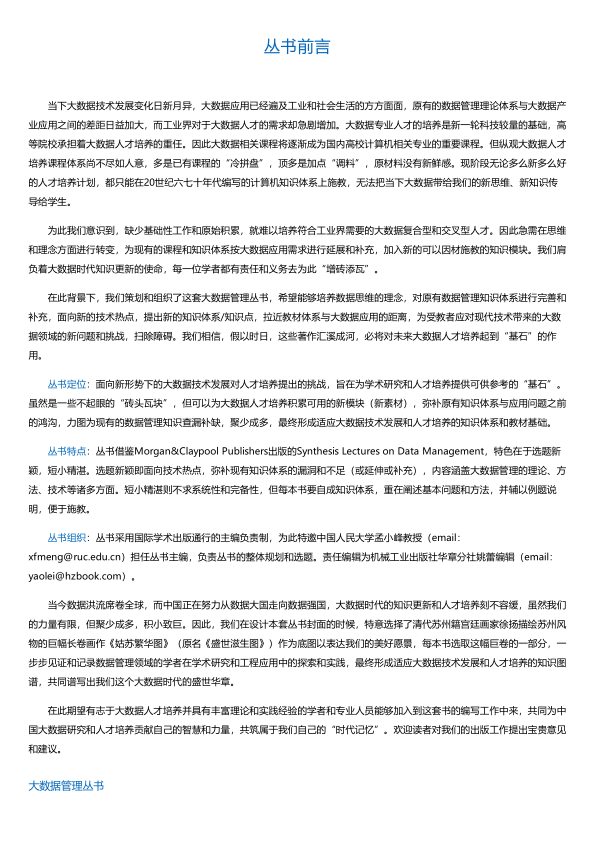 丛书前言
当下大数据技术发展变化日新月异，大数据应用已经遍及工业和社会生活的方方面面，原有的数据管理理论体系与大数据产
业应用之间的差距日益加大，而工业界对于大数据人才的需求却急剧增加。大数据专业人才的培养是新一轮科技较量的基础，高
等院校承担着大数据人才培养的重任。因此大数据相关课程将逐渐成为国内高校计算机相关专业的重要课程。但纵观大数据人才
培养课程体系尚不尽如人意，多是已有课程的“冷拼盘”，顶多是加点“调料”，原材料没有新鲜感。现阶段无论多么新多么好
的人才培养计划，都只能在20世纪六七十年代编写的计算机知识体系上施教，无法把当下大数据带给我们的新思维、新知识传
导给学生。
为此我们意识到，缺少基础性工作和原始积累，就难以培养符合工业界需要的大数据复合型和交叉型人才。因此急需在思维
和理念方面进行转变，为现有的课程和知识体系按大数据应用需求进行延展和补充，加入新的可以因材施教的知识模块。我们肩
负着大数据时代知识更新的使命，每一位学者都有责任和义务去为此“增砖添瓦”。
在此背景下，我们策划和组织了这套大数据管理丛书，希望能够培养数据思维的理念，对原有数据管理知识体系进行完善和
补充，面向新的技术热点，提出新的知识体系/知识点，拉近教材体系与大数据应用的距离，为受教者应对现代技术带来的大数
据领域的新问题和挑战，扫除障碍。我们相信，假以时日，这些著作汇溪成河，必将对未来大数据人才培养起到“基石”的作
用。
丛书定位：面向新形势下的大数据技术发展对人才培养提出的挑战，旨在为学术研究和人才培养提供可供参考的“基石”。
虽然是一些不起眼的“砖头瓦块”，但可以为大数据人才培养积累可用的新模块（新素材），弥补原有知识体系与应用问题之前
的鸿沟，力图为现有的数据管理知识查漏补缺，聚少成多，最终形成适应大数据技术发展和人才培养的知识体系和教材基础。
丛书特点：丛书借鉴Morgan&Claypool Publishers出版的Synthesis Lectures on Data Management，特色在于选题新
颖，短小精湛。选题新颖即面向技术热点，弥补现有知识体系的漏洞和不足（或延伸或补充），内容涵盖大数据管理的理论、方
法、技术等诸多方面。短小精湛则不求系统性和完备性，但每本书要自成知识体系，重在阐述基本问题和方法，并辅以例题说
明，便于施教。
丛书组织：丛书采用国际学术出版通行的主编负责制，为此特邀中国人民大学孟小峰教授（email：
xfmeng@ruc.edu.cn）担任丛书主编，负责丛书的整体规划和选题。责任编辑为机械工业出版社华章分社姚蕾编辑（email：
yaolei@hzbook.com）。
当今数据洪流席卷全球，而中国正在努力从数据大国走向数据强国，大数据时代的知识更新和人才培养刻不容缓，虽然我们
的力量有限，但聚少成多，积小致巨。因此，我们在设计本套丛书封面的时候，特意选择了清代苏州籍宫廷画家徐扬描绘苏州风
物的巨幅长卷画作《姑苏繁华图》（原名《盛世滋生图》）作为底图以表达我们的美好愿景，每本书选取这幅巨卷的一部分，一
步步见证和记录数据管理领域的学者在学术研究和工程应用中的探索和实践，最终形成适应大数据技术发展和人才培养的知识图
谱，共同谱写出我们这个大数据时代的盛世华章。
在此期望有志于大数据人才培养并具有丰富理论和实践经验的学者和专业人员能够加入到这套书的编写工作中来，共同为中
国大数据研究和人才培养贡献自己的智慧和力量，共筑属于我们自己的“时代记忆”。欢迎读者对我们的出版工作提出宝贵意见
和建议。
大数据管理丛书